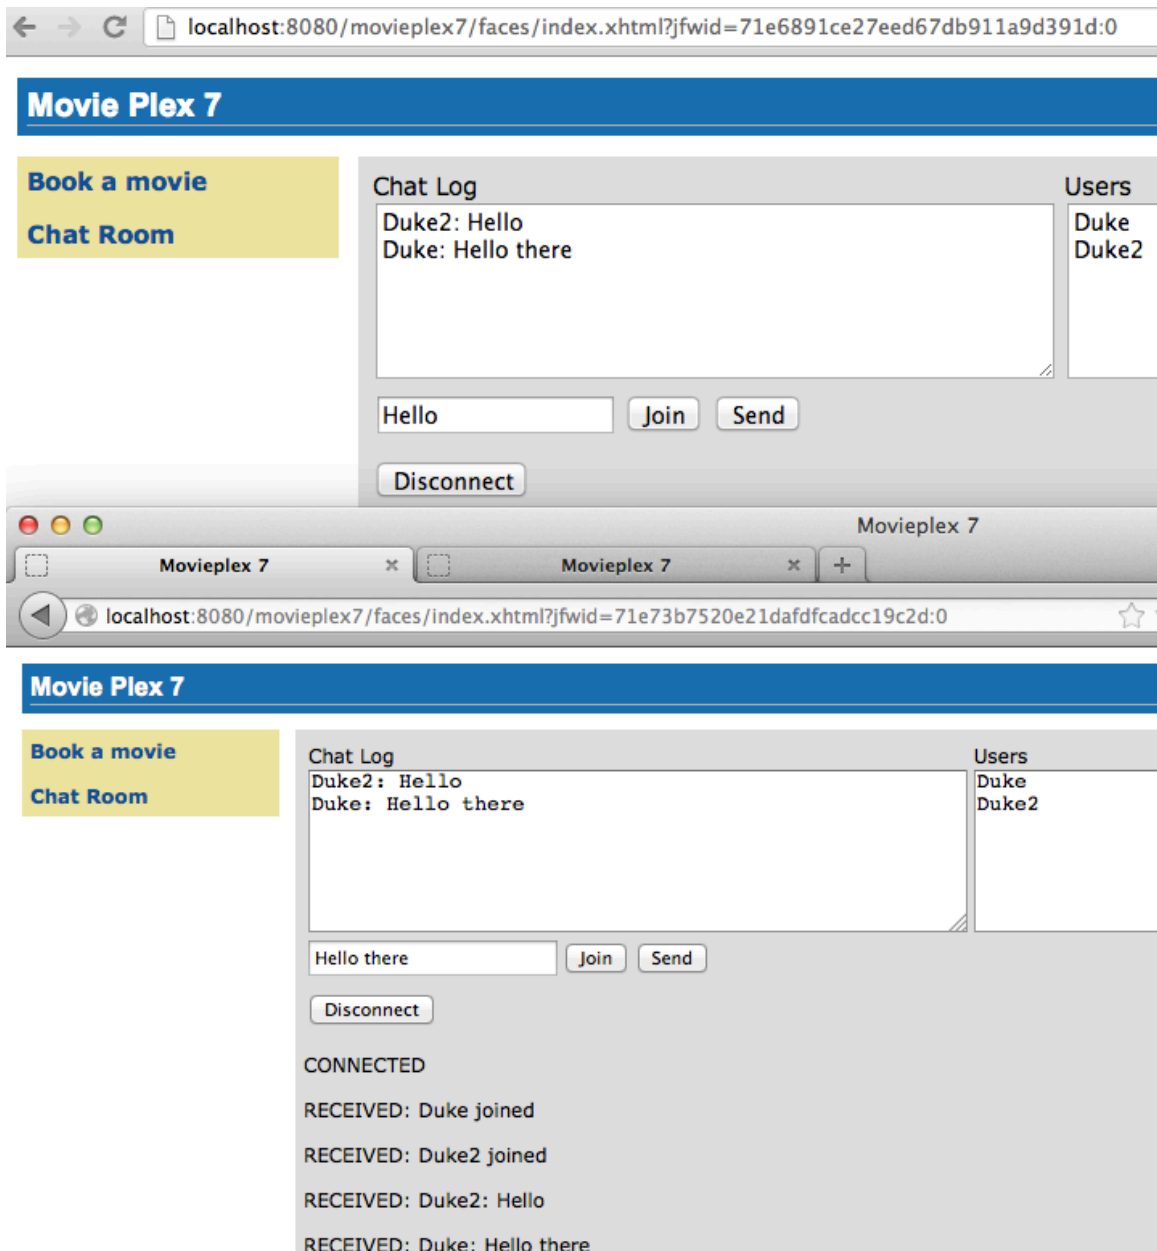 localhost:8080/movieplex7/faces/index.xhtml?jfwid=71e6891ce27eed67db911a9d391d:0
Movie Plex 7
Book a movie
Chat Room
Chat Log
Users
Duke2: Hello
Duke: Hello there
Duke
Duke2
Hello
Join
Send
Disconnect
Movieplex 7
Movieplex 7
Movieplex 7
localhost:8080/movieplex7/faces/index.xhtml?jfwid=71e73b7520e21dafdfcadcc19c2d:0
Movie Plex 7
Book a movie
Chat Room
Chat Log
Users
Duke2: Hello
Duke: Hello there
Duke
Duke2
Hello there
Join
Send
Disconnect
CONNECTED
RECEIVED: Duke joined
RECEIVED: Duke2 joined
RECEIVED: Duke2: Hello
RECEIVED: Duke: Hello there